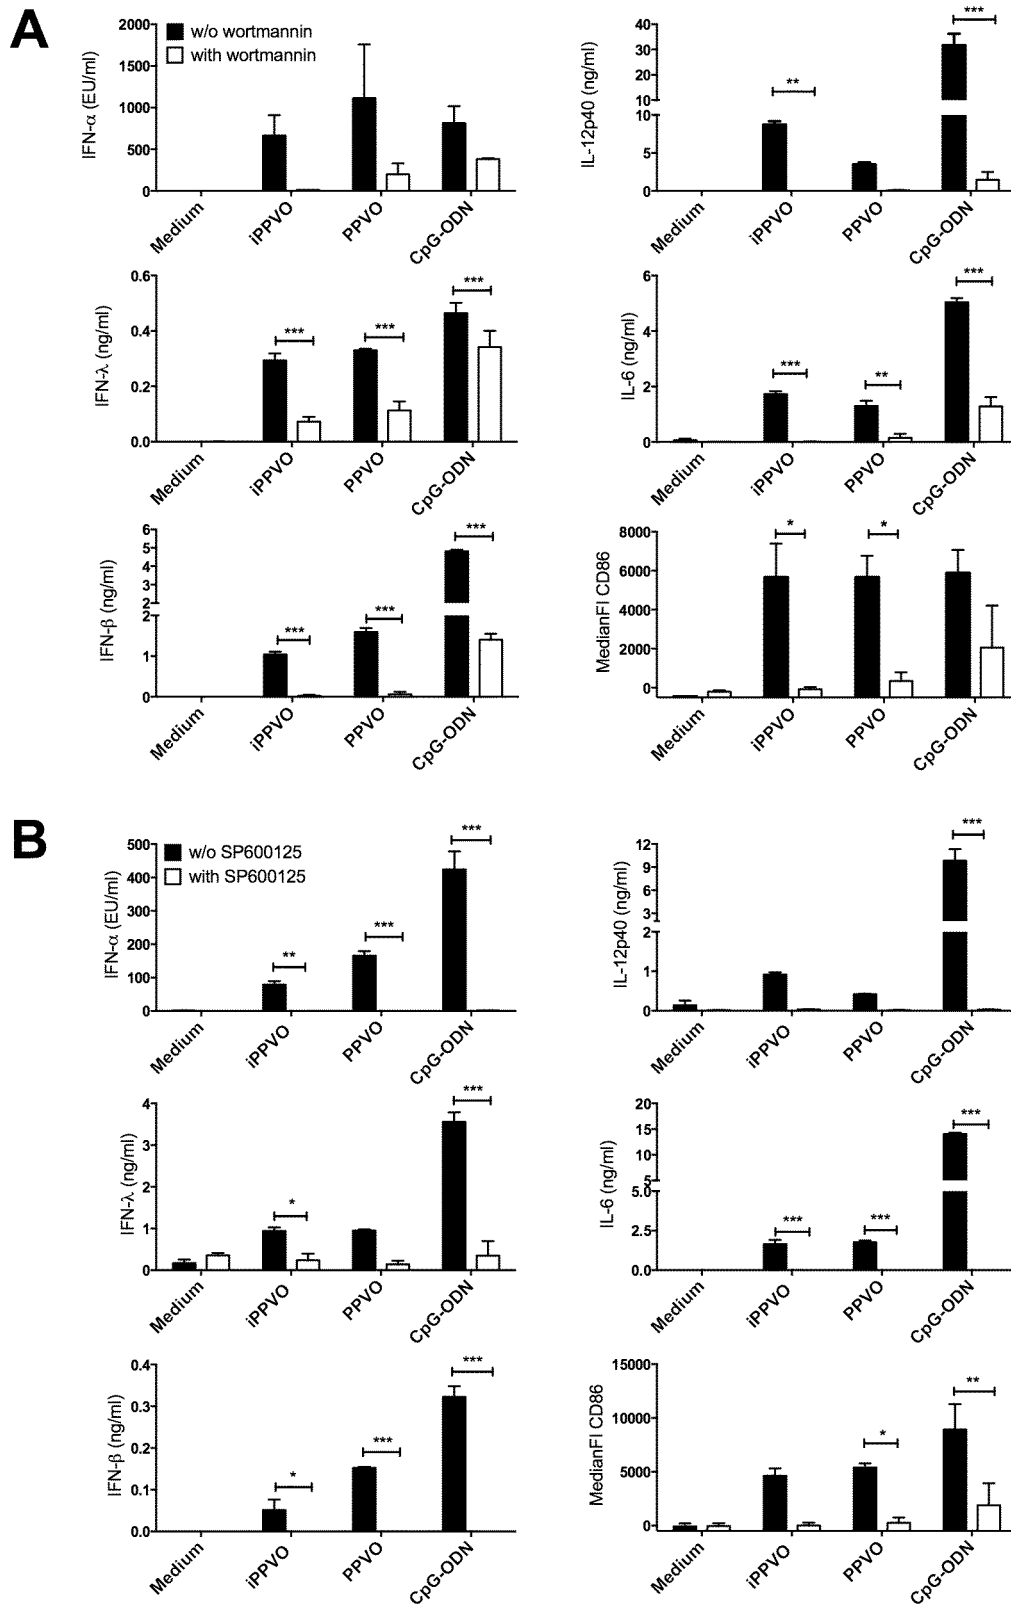 A
IFN-α (EU/ml)
2000
1500
1000
500
0
w/o wortmannin
with wortmannin
Medium
iPPVO
PPVO
CpG-ODN
IL-12p40 (ng/ml)
40
30
20
10
10
5
0
**
***
Medium
iPPVO
PPVO
CpG-ODN
IFN-λ (ng/ml)
0.6
0.4
0.2
0.0
***
***
***
Medium
iPPVO
PPVO
CpG-ODN
IL-6 (ng/ml)
6
4
2
0
***
**
***
Medium
iPPVO
PPVO
CpG-ODN
IFN-β (ng/ml)
6
5
4
3
2
2
1
0
***
***
***
Medium
iPPVO
PPVO
CpG-ODN
MedianFI CD86
8000
6000
4000
2000
0
*
*
Medium
iPPVO
PPVO
CpG-ODN
B
IFN-α (EU/ml)
500
400
300
200
100
0
w/o SP600125
with SP600125
**
***
***
Medium
iPPVO
PPVO
CpG-ODN
IL-12p40 (ng/ml)
12
9
6
3
2
1
0
***
Medium
iPPVO
PPVO
CpG-ODN
IFN-λ (ng/ml)
4
3
2
1
0
*
***
Medium
iPPVO
PPVO
CpG-ODN
IL-6 (ng/ml)
20
15
10
5
5.0
2.5
0.0
***
***
***
Medium
iPPVO
PPVO
CpG-ODN
IFN-β (ng/ml)
0.4
0.3
0.2
0.1
0.0
*
***
***
Medium
iPPVO
PPVO
CpG-ODN
MedianFI CD86
15000
10000
5000
0
*
**
Medium
iPPVO
PPVO
CpG-ODN